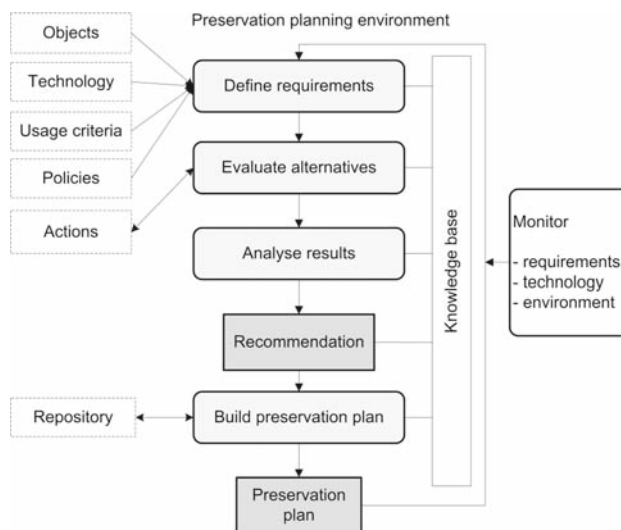 Preservation planning environment
Objects
Technology
Usage criteria
Policies
Actions
Repository
Define requirements
Evaluate alternatives
Analyse results
Recommendation
Build preservation plan
Preservation
plan
Knowledge base
Monitor
- requirements
- technology
- environment